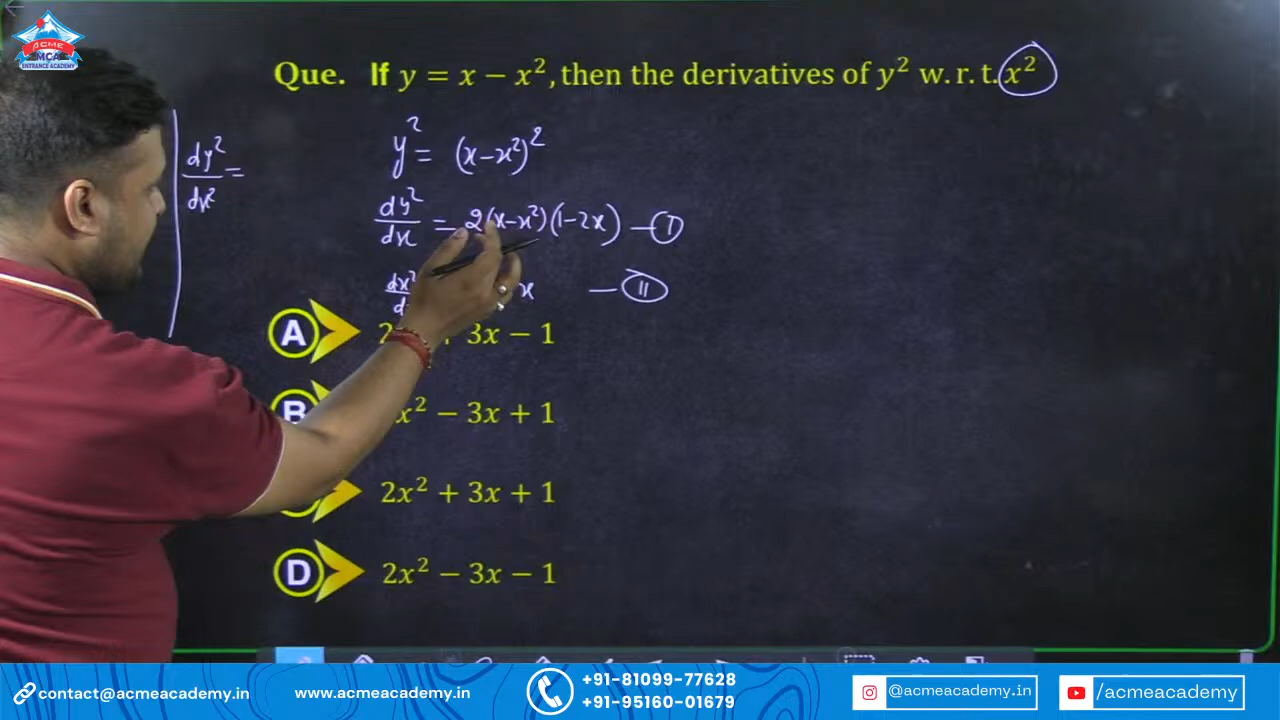 ACME
MCA
ENTRANCE ACADEMY
Que. If y = x − x², then the derivatives of y² w.r.t. x²
dy²/dx² =
y² = (x−x²)²
dy²/dx = 2(x−x²)(1−2x) — I
dx² x — II
A 3x − 1
B x² − 3x + 1
2x² + 3x + 1
D 2x² − 3x − 1
contact@acmeacademy.in www.acmeacademy.in +91-81099-77628 @acmeacademy.in /acmeacademy
+91-95160-01679